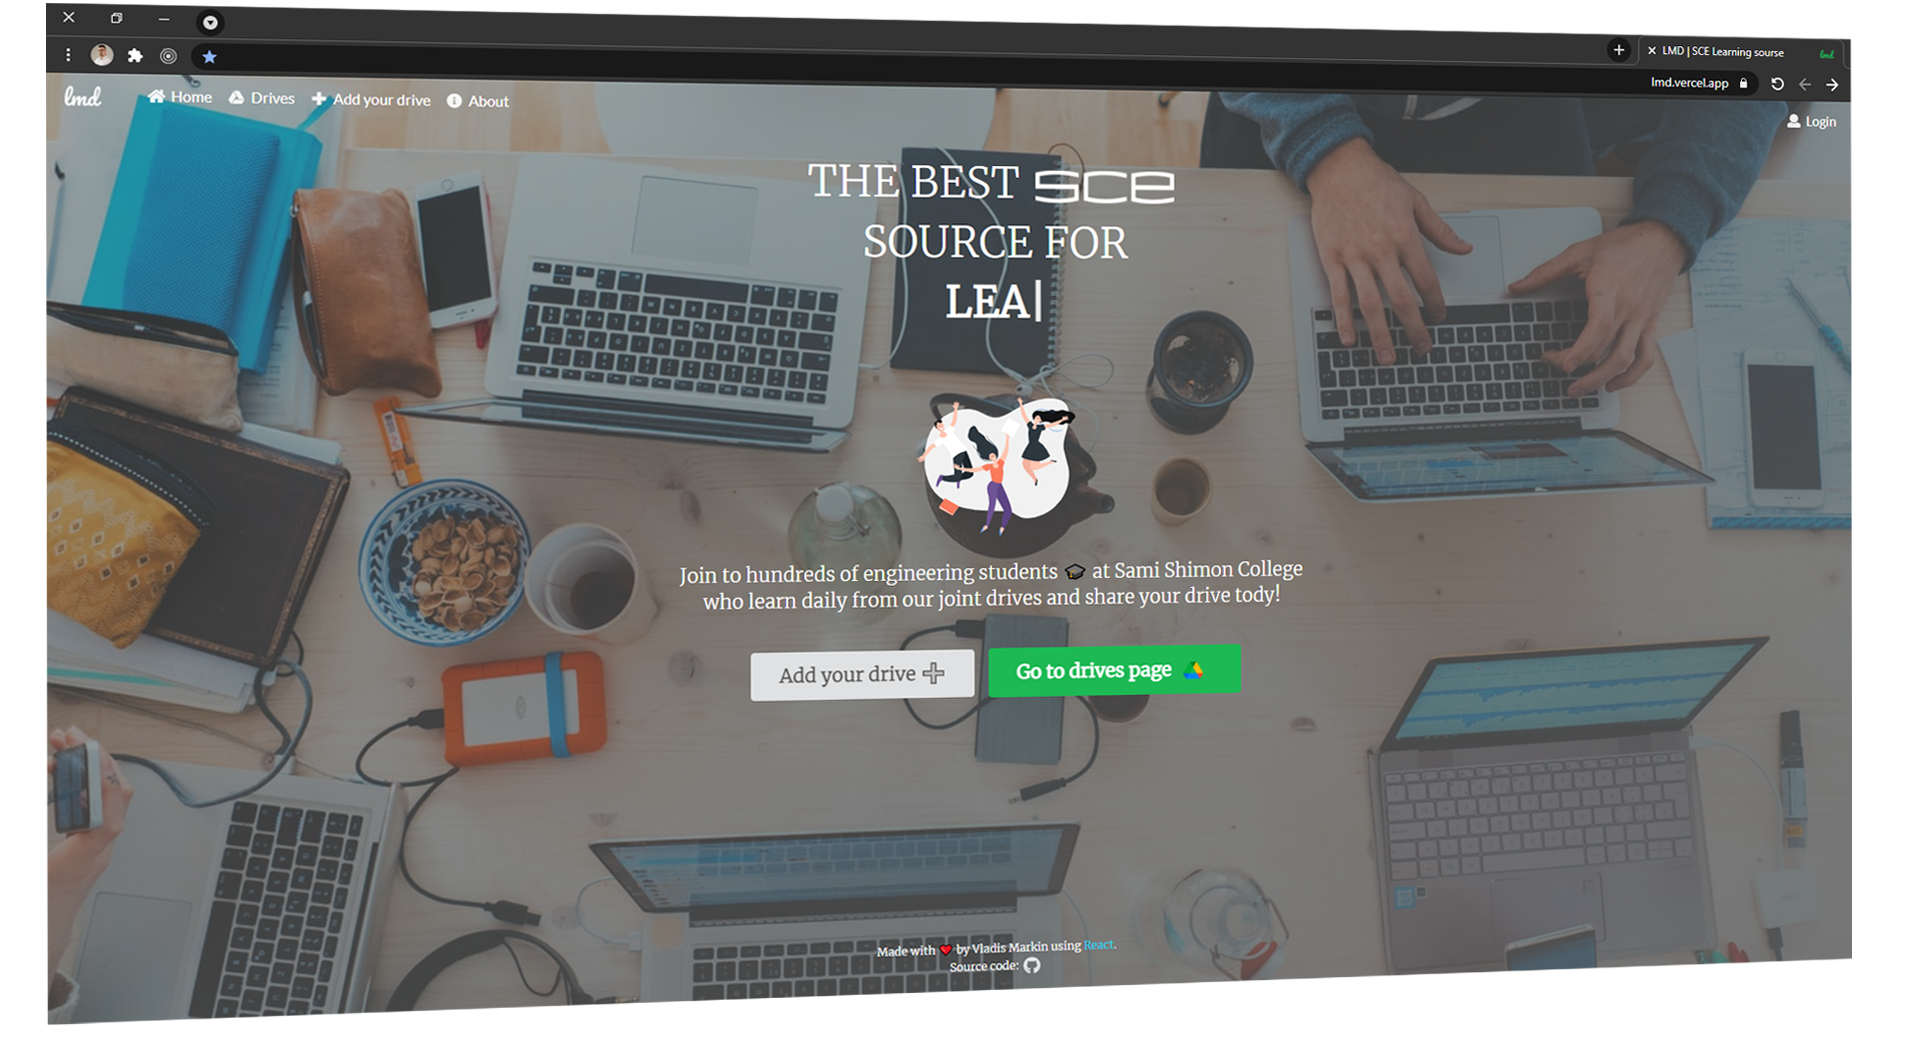 LMD | SCE Learning sourse
lmd
lmd.vercel.app
lmd
Home
Drives
Add your drive
About
Login
THE BEST sce
SOURCE FOR
LEA|
Join to hundreds of engineering students 🎓 at Sami Shimon College
who learn daily from our joint drives and share your drive tody!
Add your drive
Go to drives page
Made with ❤ by Vladis Markin using React.
Source code: